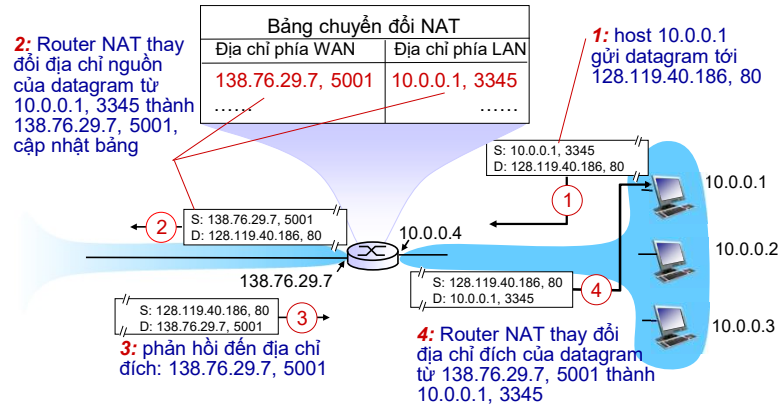 Bảng chuyển đổi NAT
Địa chỉ phía WAN
Địa chỉ phía LAN
138.76.29.7, 5001
10.0.0.1, 3345
……
……
2: Router NAT thay
đổi địa chỉ nguồn
của datagram từ
10.0.0.1, 3345 thành
138.76.29.7, 5001,
cập nhật bảng
1: host 10.0.0.1
gửi datagram tới
128.119.40.186, 80
S: 10.0.0.1, 3345
D: 128.119.40.186, 80
1
10.0.0.1
S: 138.76.29.7, 5001
D: 128.119.40.186, 80
2
10.0.0.4
10.0.0.2
138.76.29.7
S: 128.119.40.186, 80
D: 10.0.0.1, 3345
4
S: 128.119.40.186, 80
D: 138.76.29.7, 5001
3
10.0.0.3
3: phản hồi đến địa chỉ
đích: 138.76.29.7, 5001
4: Router NAT thay đổi
địa chỉ đích của datagram
từ 138.76.29.7, 5001 thành
10.0.0.1, 3345